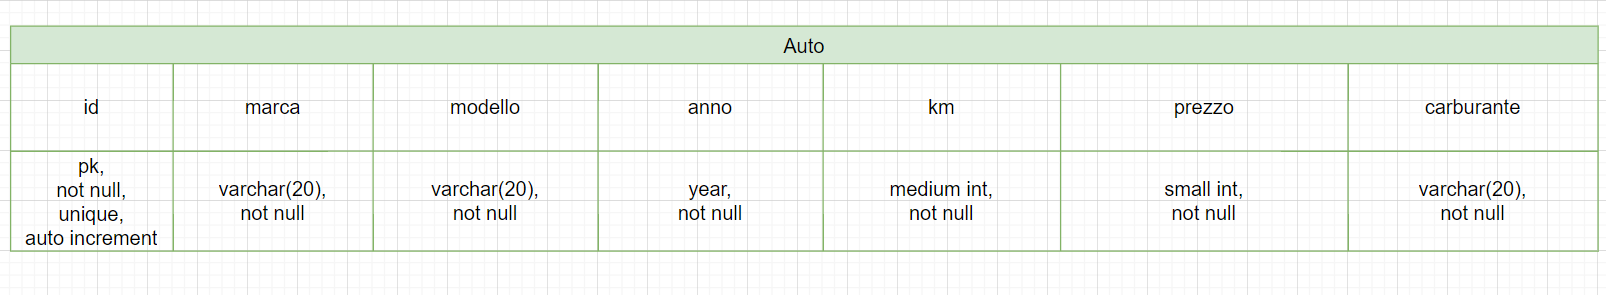 Auto
id
marca
modello
anno
km
prezzo
carburante
pk,
not null,
unique,
auto increment
varchar(20),
not null
varchar(20),
not null
year,
not null
medium int,
not null
small int,
not null
varchar(20),
not null